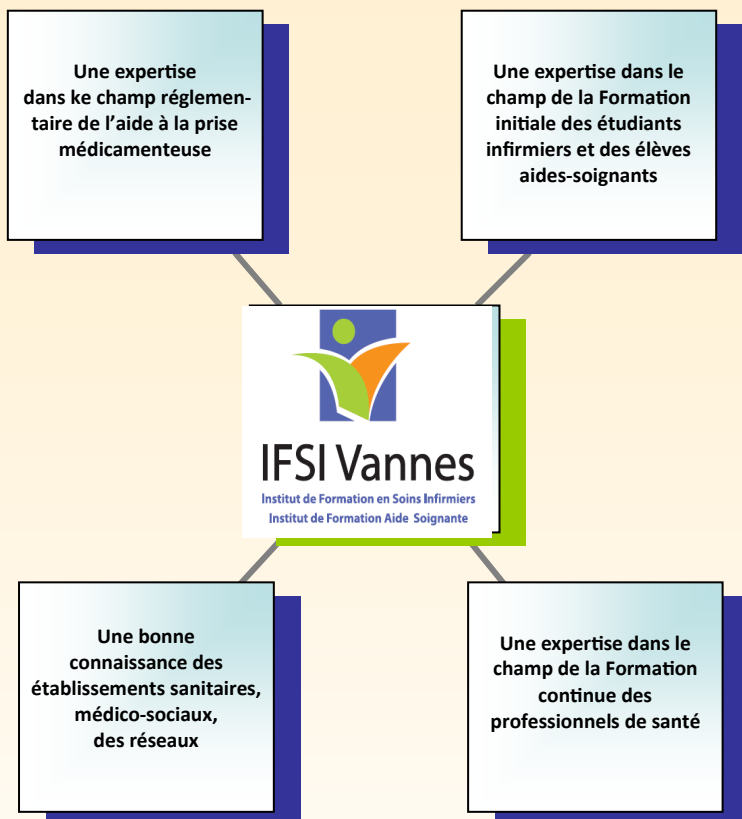 Une expertise
dans ke champ réglemen-
taire de l'aide à la prise
médicamenteuse
Une expertise dans le
champ de la Formation
initiale des étudiants
infirmiers et des élèves
aides-soignants
IFSI Vannes
Institut de Formation en Soins Infirmiers
Institut de Formation Aide Soignante
Une bonne
connaissance des
établissements sanitaires,
médico-sociaux,
des réseaux
Une expertise dans le
champ de la Formation
continue des
professionnels de santé